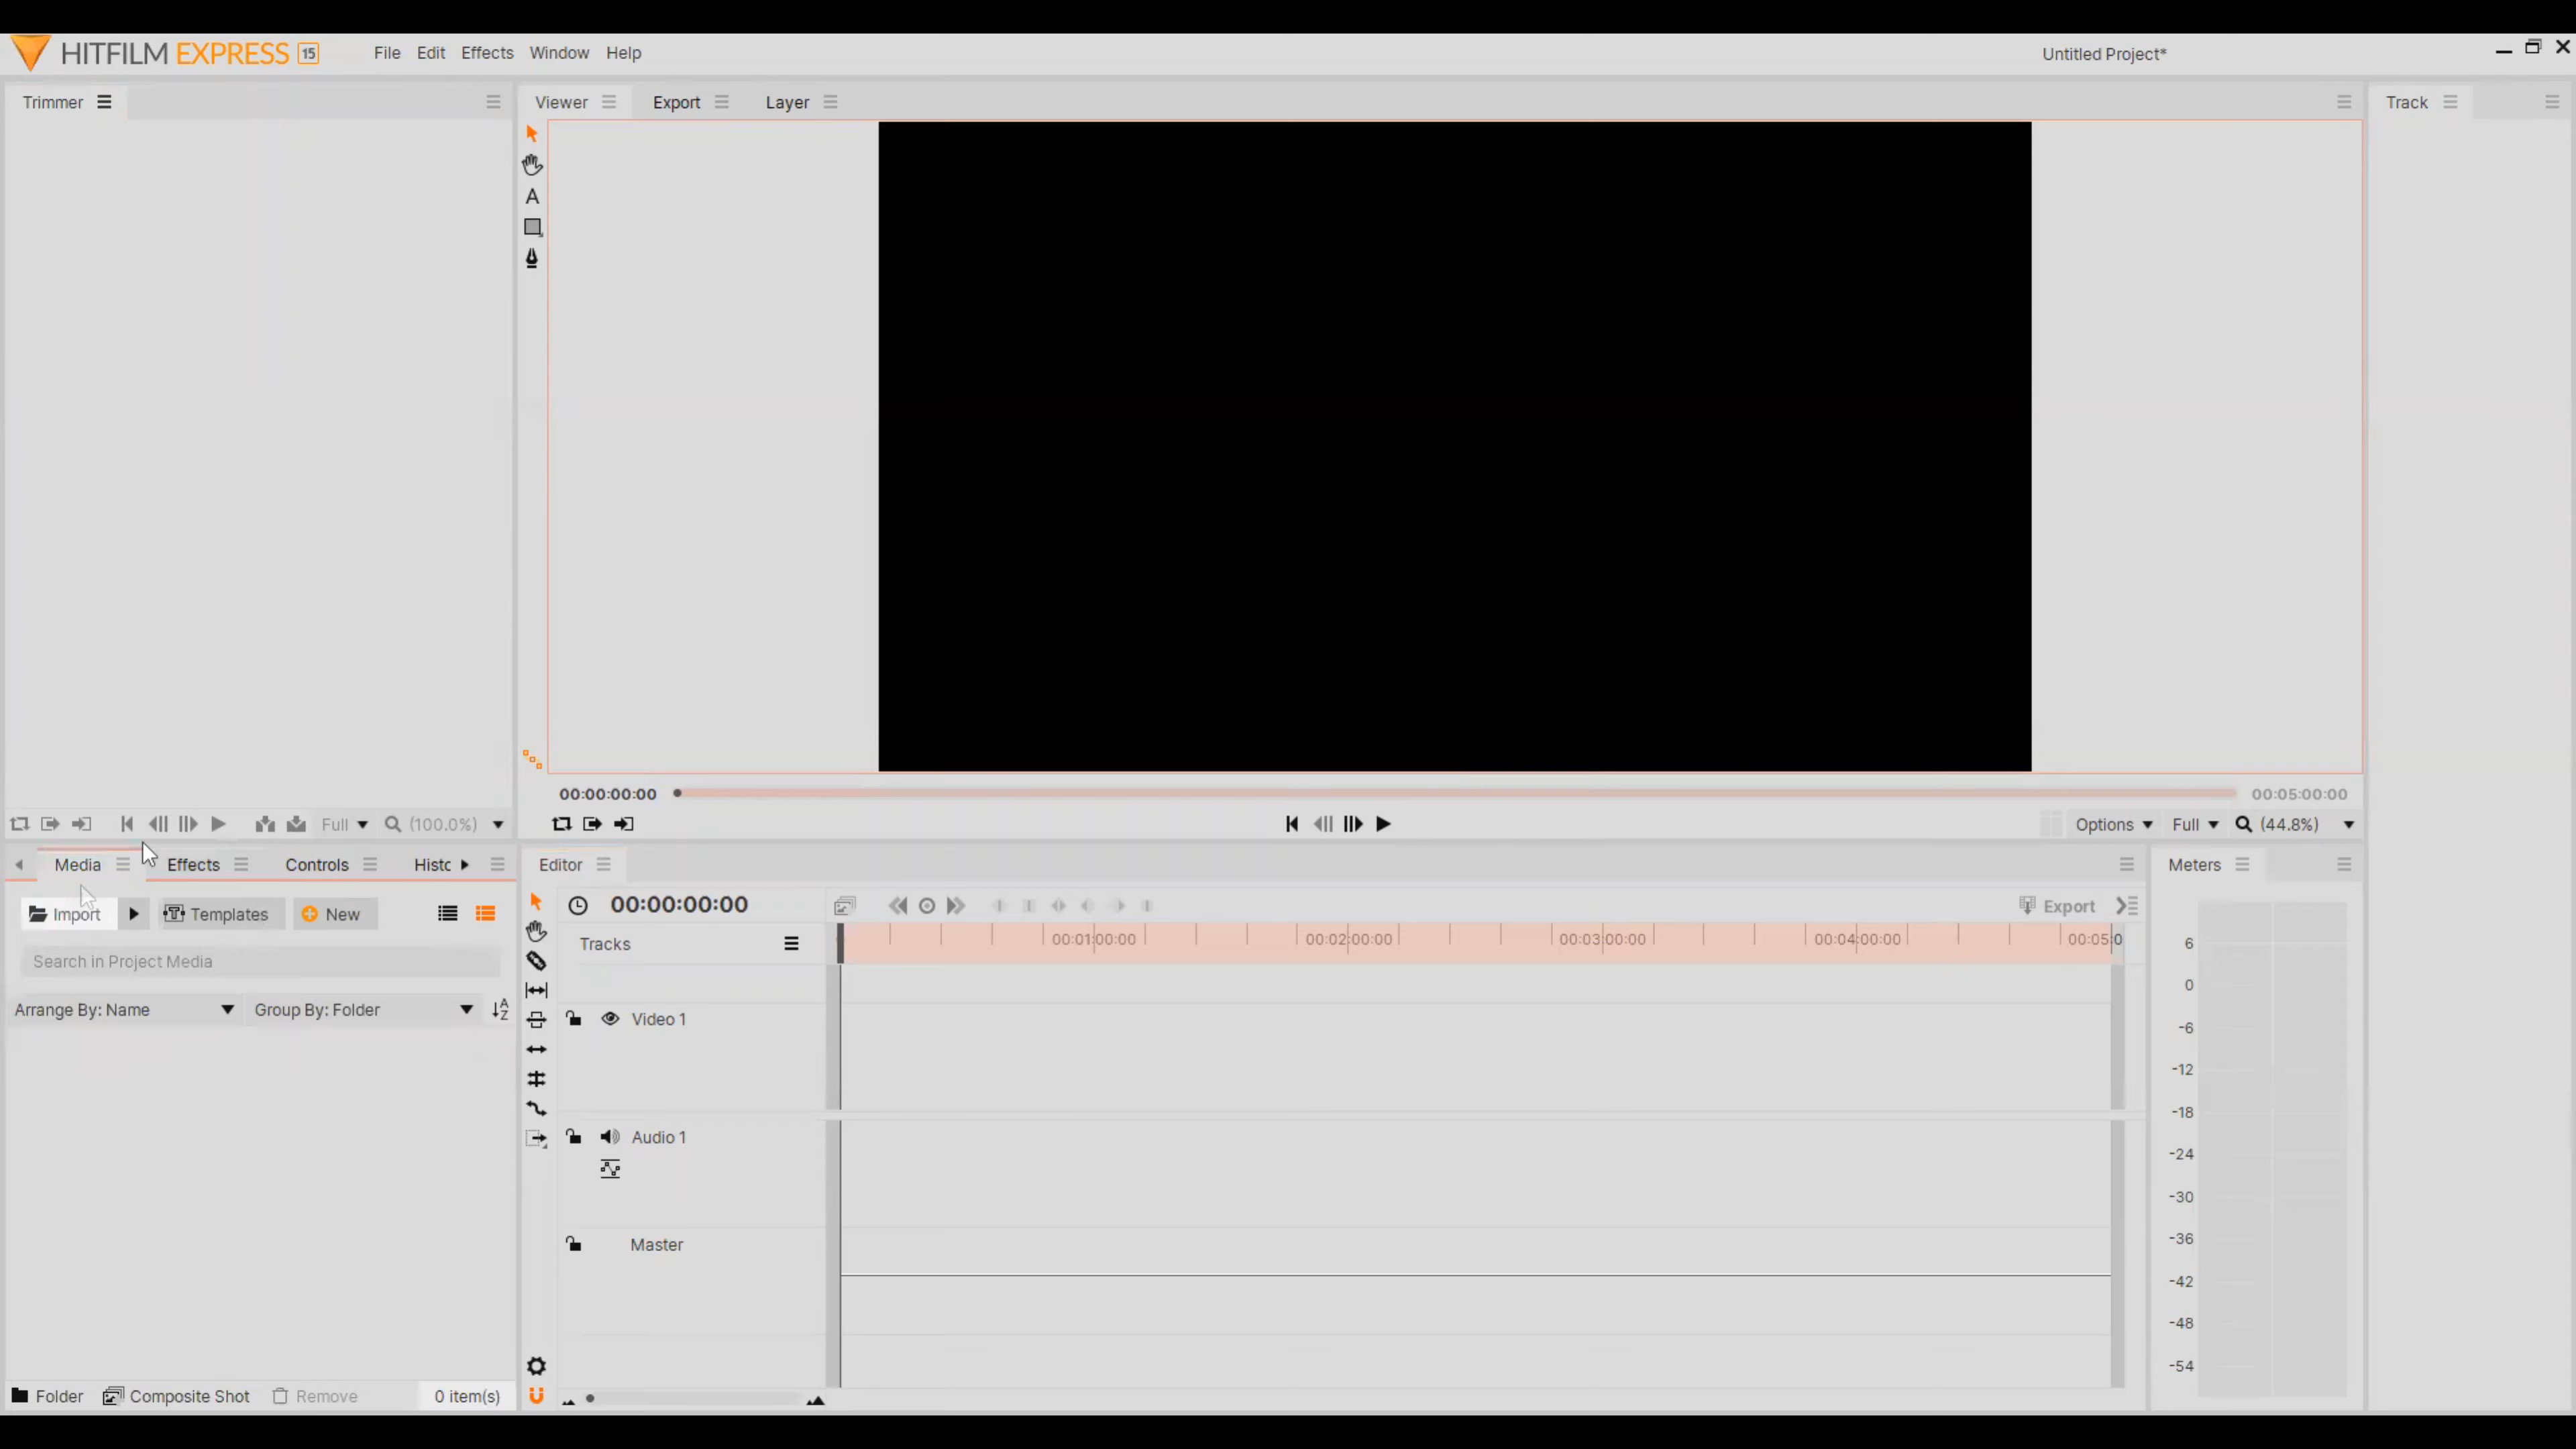 HITFILM EXPRESS 15 File Edit Effects Window Help Untitled Project*
Trimmer
Viewer Export Layer
Track
A
00:00:00:00 00:05:00:00
Full (100.0%)
Options Full (44.8%)
Media Effects Controls Histc
Import Templates New
Search in Project Media
Arrange By: Name Group By: Folder A Z
Folder Composite Shot Remove 0 item(s)
Editor
00:00:00:00 Export
Tracks 00:01:00:00 00:02:00:00 00:03:00:00 00:04:00:00 00:05:0
Video 1
Audio 1
Master
Meters
6
0
-6
-12
-18
-24
-30
-36
-42
-48
-54